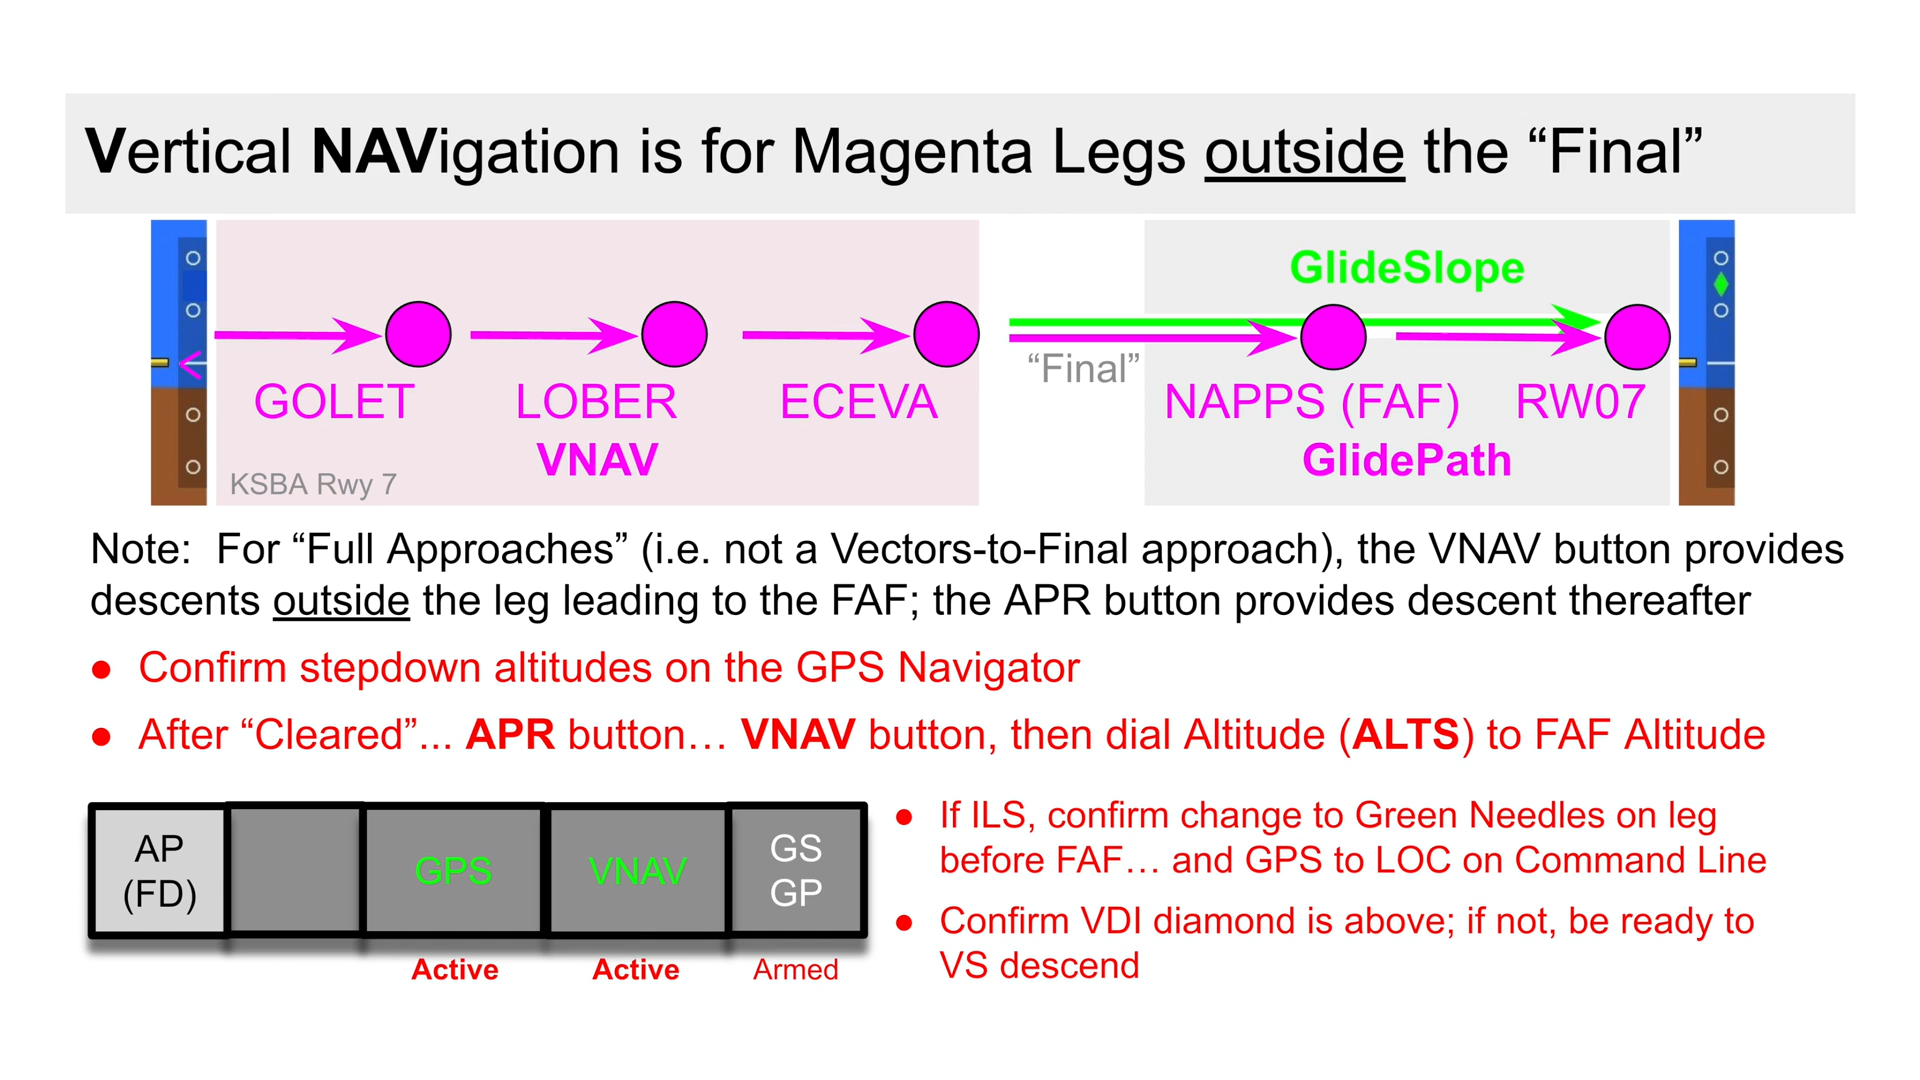 Vertical NAVigation is for Magenta Legs outside the “Final”
GlideSlope
“Final”
GOLET LOBER ECEVA NAPPS (FAF) RW07
VNAV GlidePath
KSBA Rwy 7
Note: For “Full Approaches” (i.e. not a Vectors-to-Final approach), the VNAV button provides
descents outside the leg leading to the FAF; the APR button provides descent thereafter
● Confirm stepdown altitudes on the GPS Navigator
● After “Cleared”... APR button… VNAV button, then dial Altitude (ALTS) to FAF Altitude
AP
(FD)
GPS
VNAV
GS
GP
Active Active Armed
● If ILS, confirm change to Green Needles on leg
before FAF… and GPS to LOC on Command Line
● Confirm VDI diamond is above; if not, be ready to
VS descend